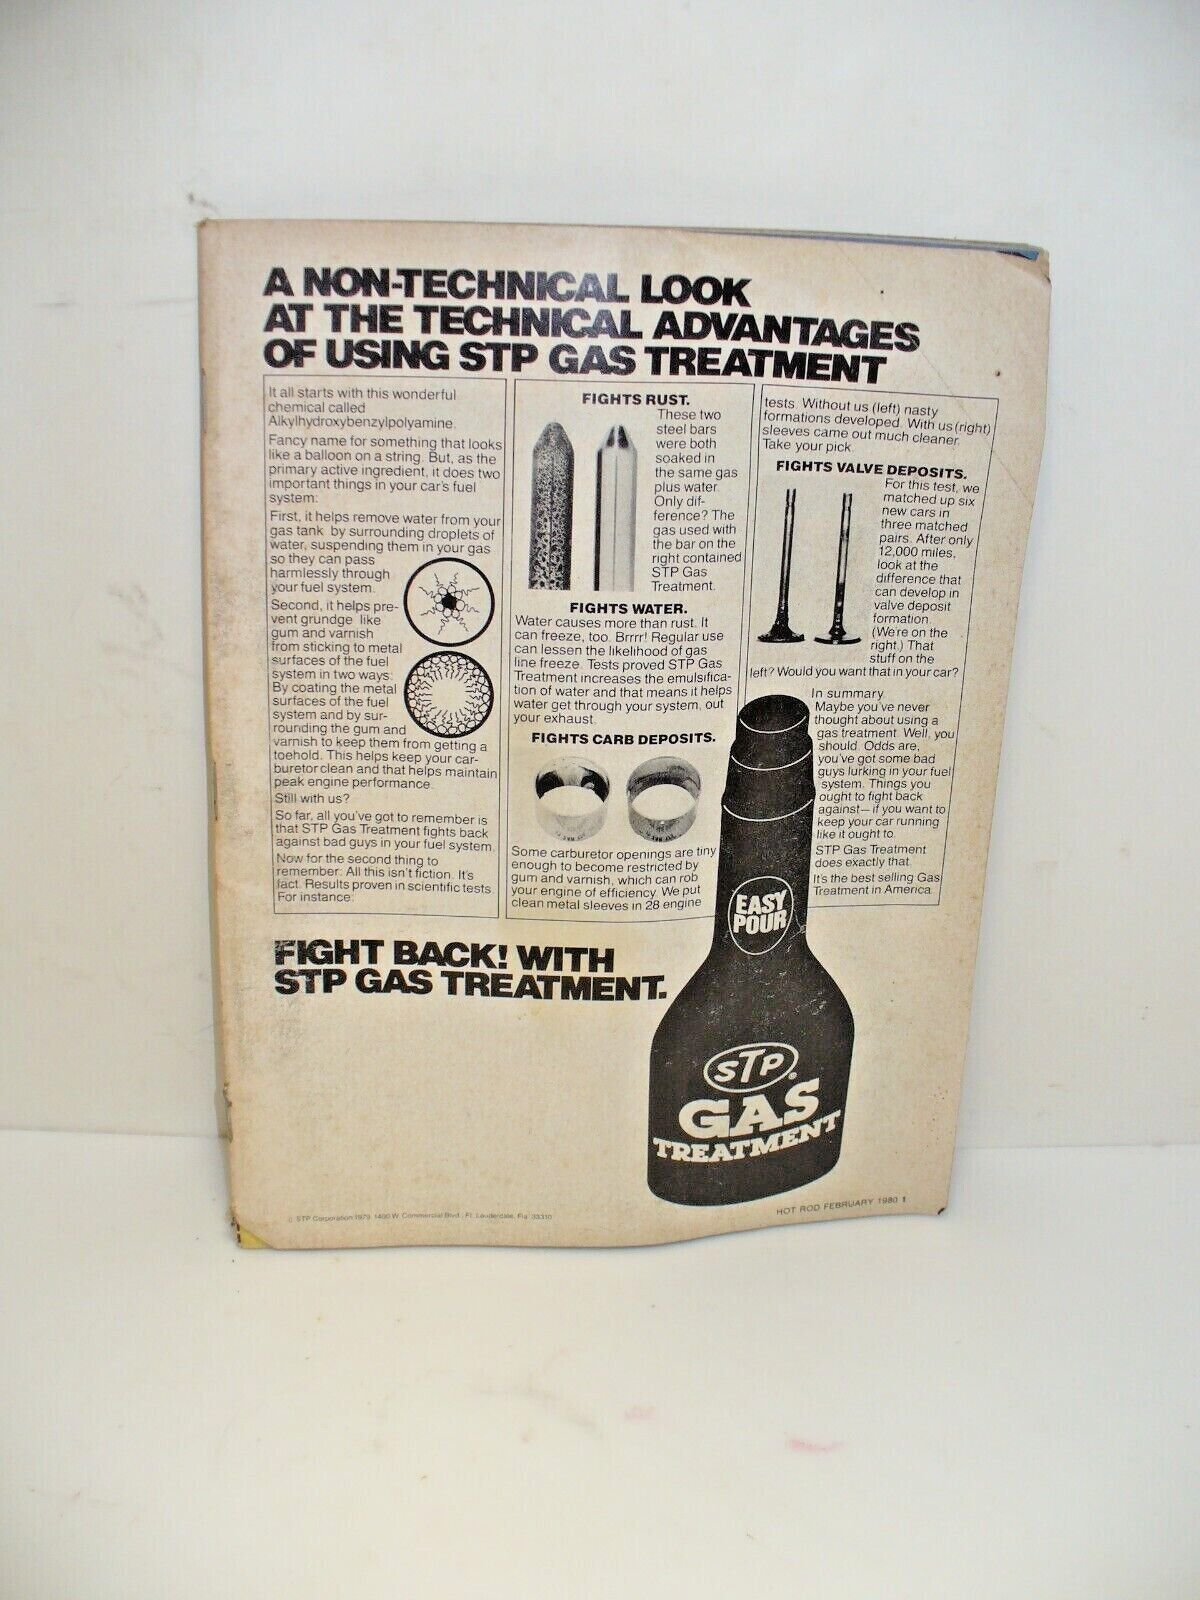 A NON-TECHNICAL LOOK
AT THE TECHNICAL ADVANTAGES
OF USING STP GAS TREATMENT
It all starts with this wonderful
chemical called
Alkylhydroxybenzylpolyamine.
Fancy name for something that looks
like a balloon on a string. But, as the
primary active ingredient, it does two
important things in your car's fuel
system:
First, it helps remove water from your
gas tank by surrounding droplets of
water, suspending them in your gas
so they can pass
harmlessly through
your fuel system.
Second, it helps pre-
vent grundge like
gum and varnish
from sticking to metal
surfaces of the fuel
system in two ways:
By coating the metal
surfaces of the fuel
system and by sur-
rounding the gum and
varnish to keep them from getting a
toehold. This helps keep your car-
buretor clean and that helps maintain
peak engine performance.
Still with us?
So far, all you've got to remember is
that STP Gas Treatment fights back
against bad guys in your fuel system.
Now for the second thing to
remember: All this isn't fiction. It's
fact. Results proven in scientific tests.
For instance:
FIGHTS RUST.
These two
steel bars
were both
soaked in
the same gas
plus water.
Only dif-
ference? The
gas used with
the bar on the
right contained
STP Gas
Treatment.
FIGHTS WATER.
Water causes more than rust. It
can freeze, too. Brrrr! Regular use
can lessen the likelihood of gas
line freeze. Tests proved STP Gas
Treatment increases the emulsifica-
tion of water and that means it helps
water get through your system, out
your exhaust.
FIGHTS CARB DEPOSITS.
Some carburetor openings are tiny
enough to become restricted by
gum and varnish, which can rob
your engine of efficiency. We put
clean metal sleeves in 28 engine
tests. Without us (left) nasty
formations developed. With us (right)
sleeves came out much cleaner.
Take your pick.
FIGHTS VALVE DEPOSITS.
For this test, we
matched up six
new cars in
three matched
pairs. After only
12,000 miles,
look at the
difference that
can develop in
valve deposit
formation.
(We're on the
right.) That
stuff on the
left? Would you want that in your car?
In summary.
Maybe you've never
thought about using a
gas treatment. Well, you
should. Odds are,
you've got some bad
guys lurking in your fuel
system. Things you
ought to fight back
against—if you want to
keep your car running
like it ought to.
STP Gas Treatment
does exactly that.
It's the best selling Gas
Treatment in America.
FIGHT BACK! WITH
STP GAS TREATMENT.
EASY
POUR
STP®
GAS
TREATMENT
© STP Corporation 1979. 1400 W. Commercial Blvd., Ft. Lauderdale, Fla. 33310
HOT ROD FEBRUARY 1980 1